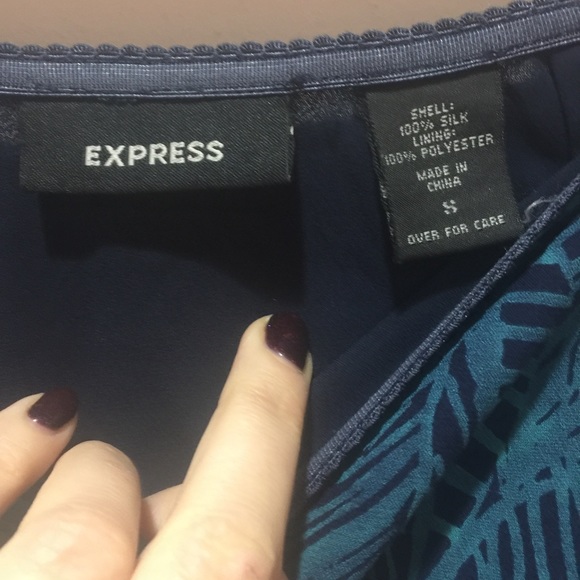 EXPRESS
SHELL:
100% SILK
LINING:
100% POLYESTER
MADE IN
CHINA
S
OVER FOR CARE